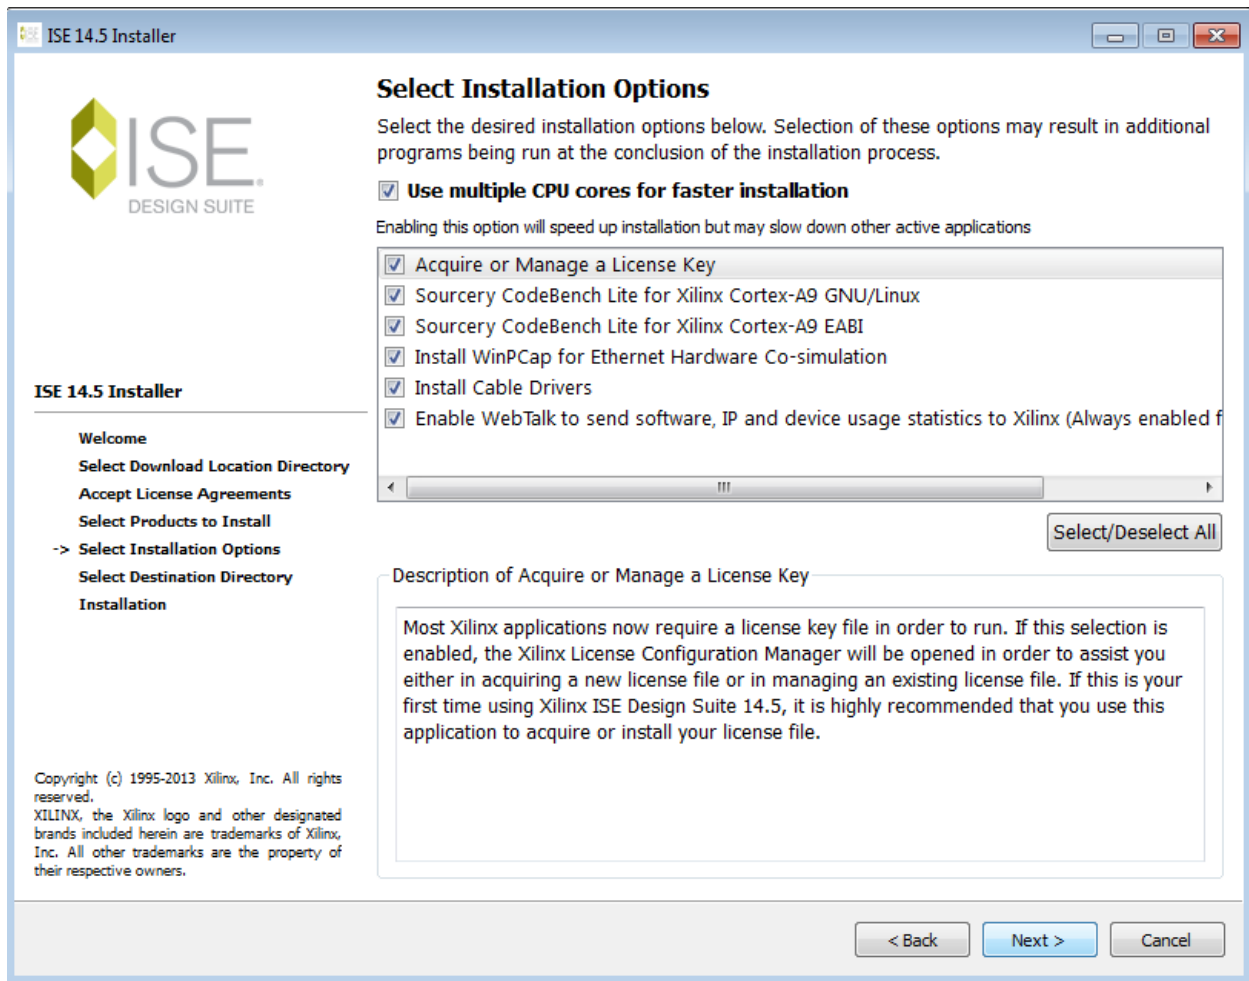 ISE 14.5 Installer
ISE
DESIGN SUITE
Select Installation Options
Select the desired installation options below. Selection of these options may result in additional
programs being run at the conclusion of the installation process.
Use multiple CPU cores for faster installation
Enabling this option will speed up installation but may slow down other active applications
Acquire or Manage a License Key
Sourcery CodeBench Lite for Xilinx Cortex-A9 GNU/Linux
Sourcery CodeBench Lite for Xilinx Cortex-A9 EABI
Install WinPCap for Ethernet Hardware Co-simulation
Install Cable Drivers
Enable WebTalk to send software, IP and device usage statistics to Xilinx (Always enabled f
Select/Deselect All
ISE 14.5 Installer
Welcome
Select Download Location Directory
Accept License Agreements
Select Products to Install
-> Select Installation Options
Select Destination Directory
Installation
Description of Acquire or Manage a License Key
Most Xilinx applications now require a license key file in order to run. If this selection is
enabled, the Xilinx License Configuration Manager will be opened in order to assist you
either in acquiring a new license file or in managing an existing license file. If this is your
first time using Xilinx ISE Design Suite 14.5, it is highly recommended that you use this
application to acquire or install your license file.
Copyright (c) 1995-2013 Xilinx, Inc. All rights
reserved.
XILINX, the Xilinx logo and other designated
brands included herein are trademarks of Xilinx,
Inc. All other trademarks are the property of
their respective owners.
< Back
Next >
Cancel